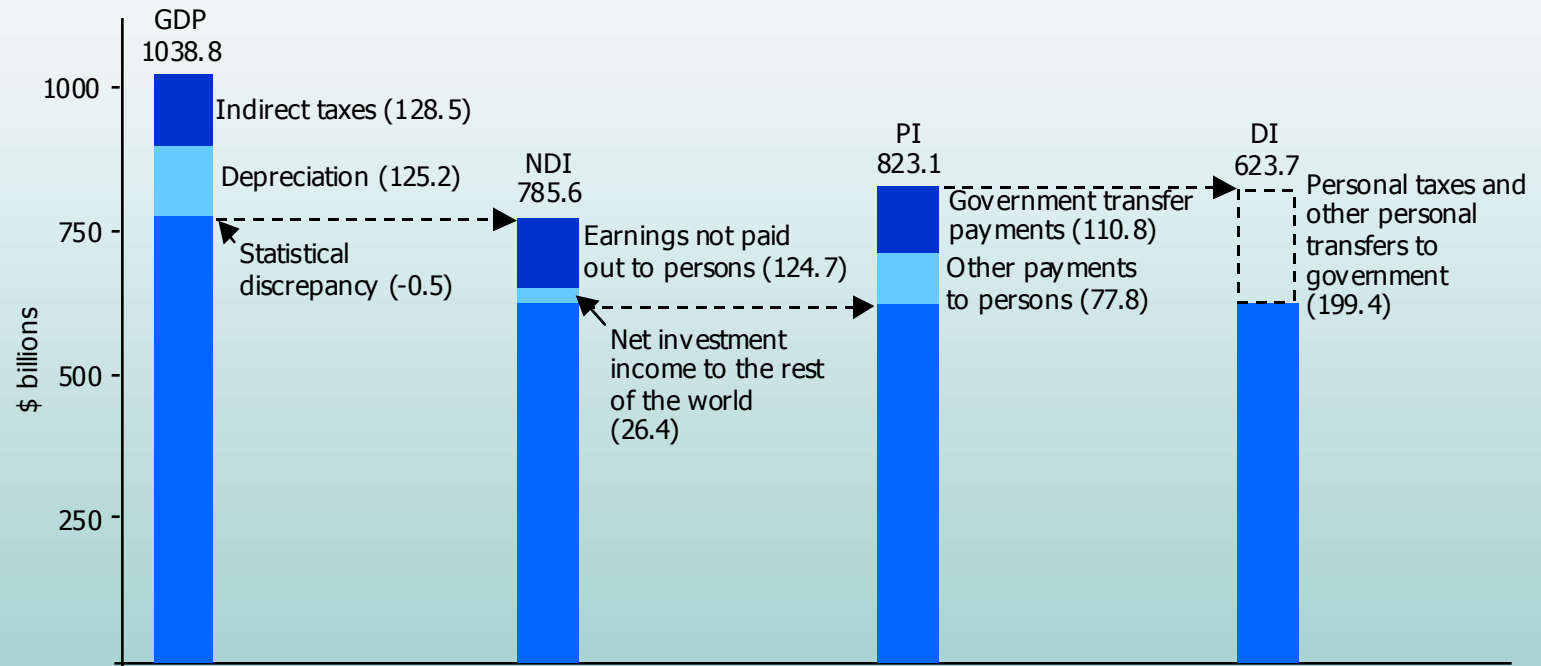 GDP
1038.8
1000
Indirect taxes (128.5)
Depreciation (125.2)
750
Statistical
discrepancy (-0.5)
500
250
$ billions
NDI
785.6
Earnings not paid
out to persons (124.7)
Net investment
income to the rest
of the world
(26.4)
PI
823.1
Government transfer
payments (110.8)
Other payments
to persons (77.8)
DI
623.7
Personal taxes and
other personal
transfers to
government
(199.4)